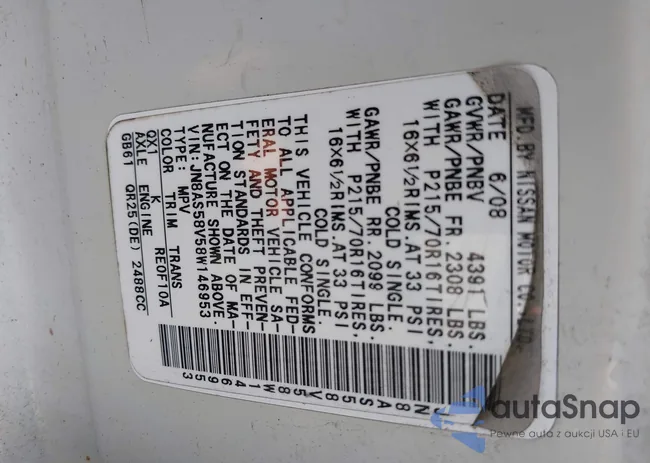 MFD.BY NISSAN MOTOR CO.,LTD.
DATE 6/08
GVWR/PNBV 4391 LBS.
GAWR/PNBE FR. 2308 LBS.
WITH P215/70R16TIRES,
16X6½RIMS.AT 33 PSI
COLD SINGLE.
GAWR/PNBE RR. 2099 LBS.
WITH P215/70R16TIRES,
16X6½RIMS.AT 33 PSI
COLD SINGLE.
THIS VEHICLE CONFORMS
TO ALL APPLICABLE FED-
ERAL MOTOR VEHICLE SA-
FETY AND THEFT PREVEN-
TION STANDARDS IN EFF-
ECT ON THE DATE OF MA-
NUFACTURE SHOWN ABOVE.
VIN:JN8AS58V58W146953
TYPE:MPV
COLOR TRIM TRANS
QX1 K RE0F10A
AXLE ENGINE
GB61 QR25(DE) 2488CC
JN8AS58V58W146953
autaSnap
Pewne auta z aukcji USA i EU